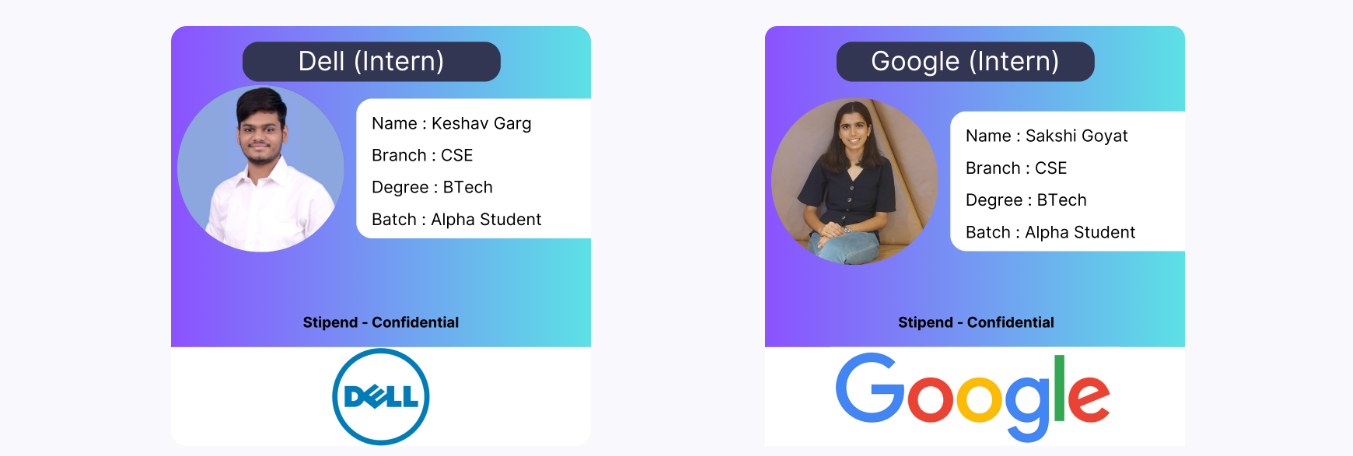 Dell (Intern)
Name : Keshav Garg
Branch : CSE
Degree : BTech
Batch : Alpha Student
Stipend - Confidential
DELL
Google (Intern)
Name : Sakshi Goyat
Branch : CSE
Degree : BTech
Batch : Alpha Student
Stipend - Confidential
Google